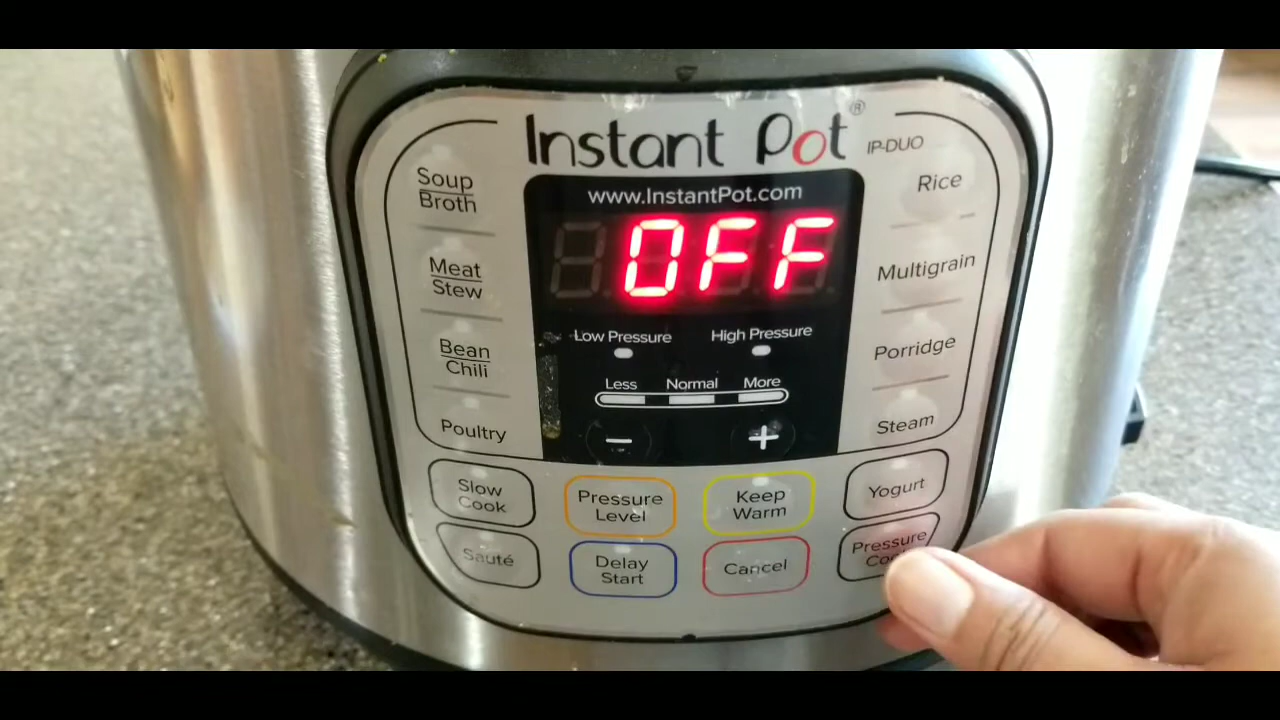 Instant Pot®
IP-DUO
www.InstantPot.com
OFF
Low Pressure
High Pressure
Less
Normal
More
−
+
Soup
Broth
Meat
Stew
Bean
Chili
Poultry
Rice
Multigrain
Porridge
Steam
Slow
Cook
Pressure
Level
Keep
Warm
Yogurt
Sauté
Delay
Start
Cancel
Pressure